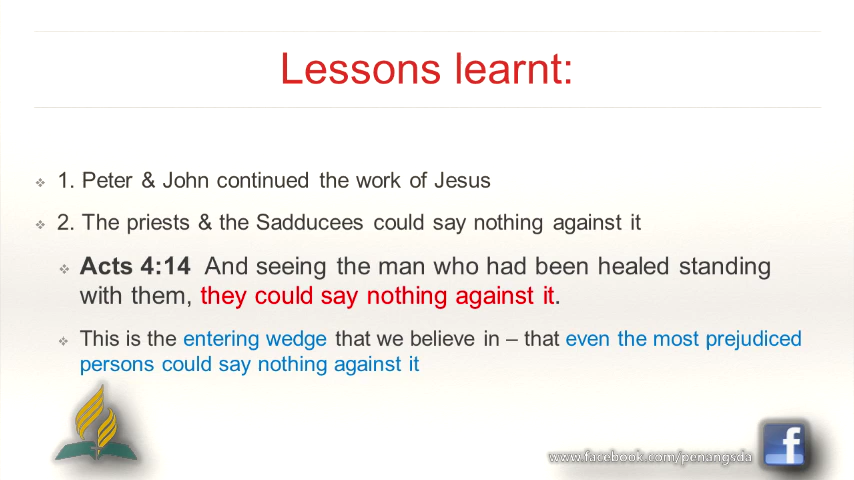 Lessons learnt:
1. Peter & John continued the work of Jesus
2. The priests & the Sadducees could say nothing against it
Acts 4:14 And seeing the man who had been healed standing
with them, they could say nothing against it.
This is the entering wedge that we believe in – that even the most prejudiced
persons could say nothing against it
www.facebook.com/penangsda
f